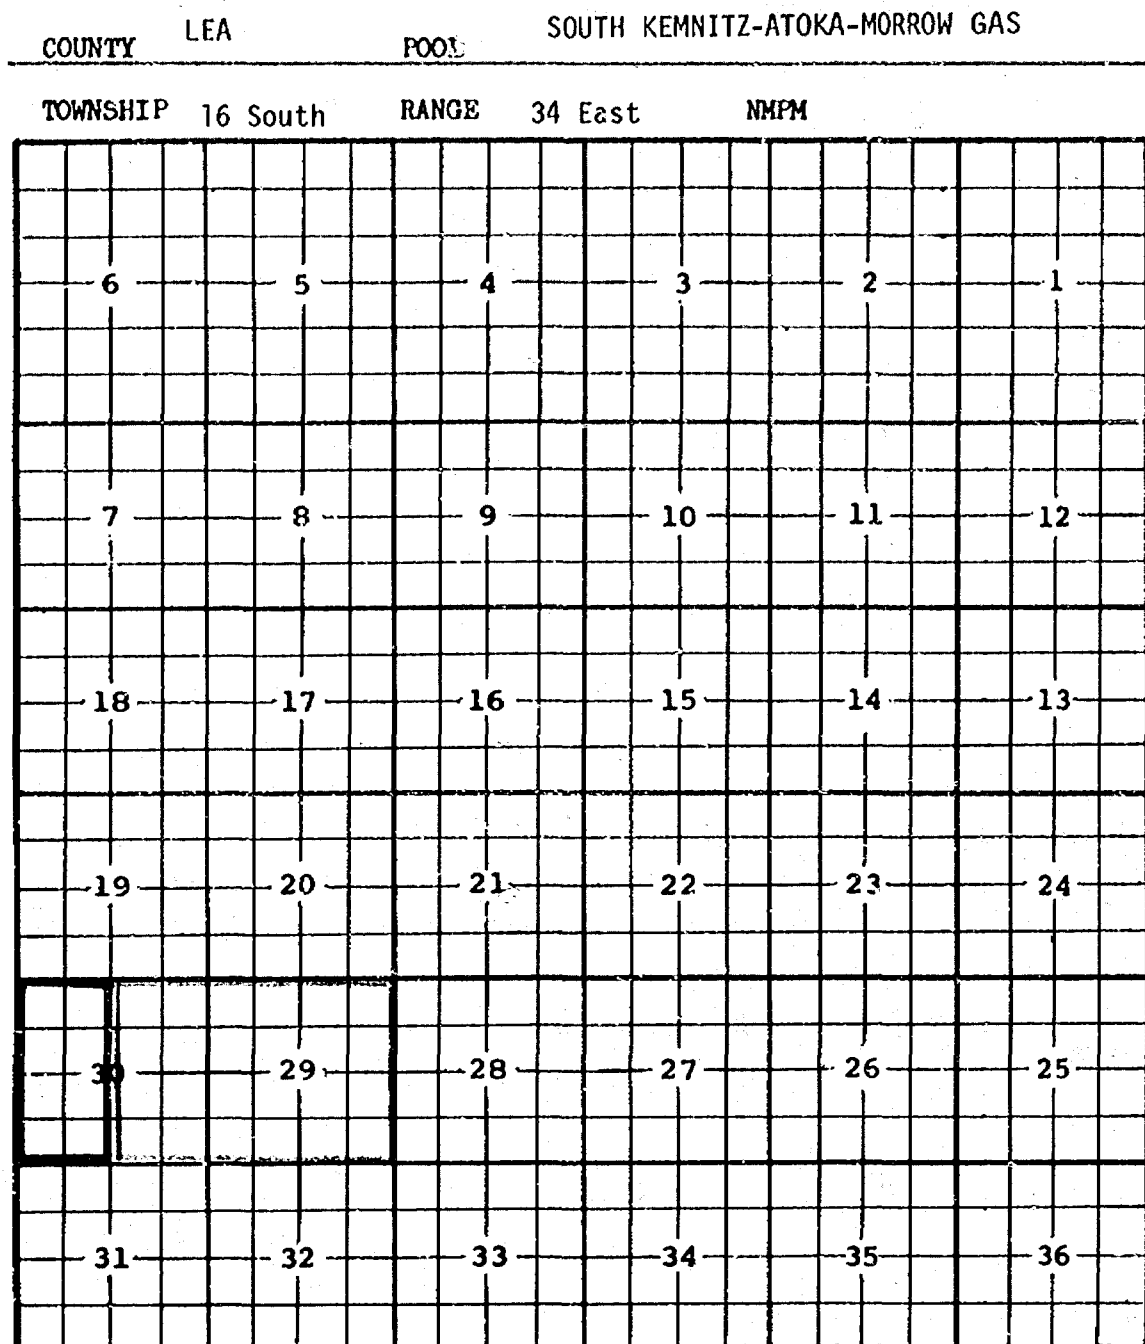 COUNTY LEA POOL SOUTH KEMNITZ-ATOKA-MORROW GAS
TOWNSHIP 16 South RANGE 34 East NMPM
6 5 4 3 2 1
7 8 9 10 11 12
18 17 16 15 14 13
19 20 21 22 23 24
30 29 28 27 26 25
31 32 33 34 35 36